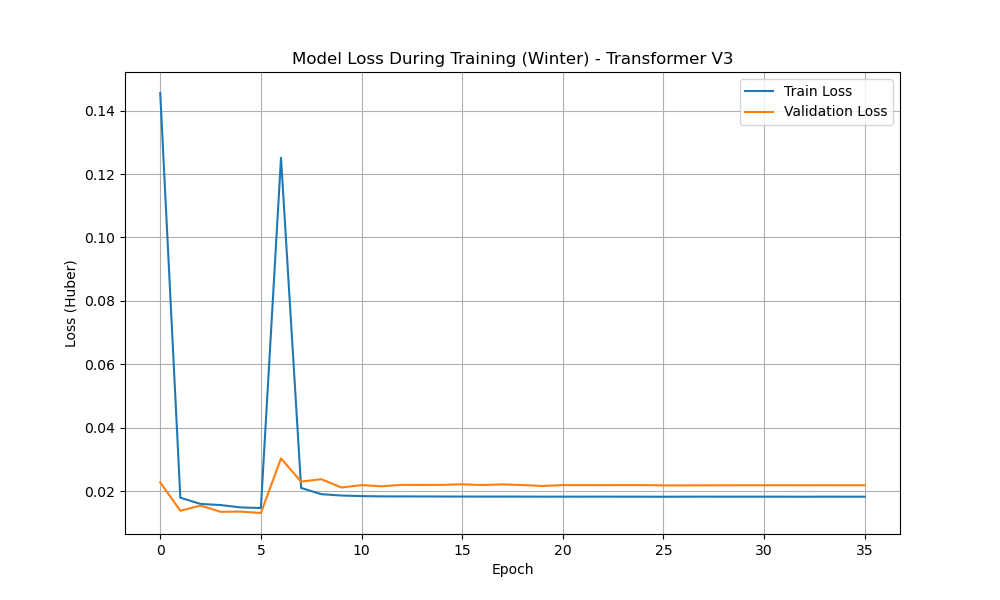 Model Loss During Training (Winter) - Transformer V3
Train Loss
Validation Loss
Loss (Huber)
0.14
0.12
0.10
0.08
0.06
0.04
0.02
0 5 10 15 20 25 30 35
Epoch